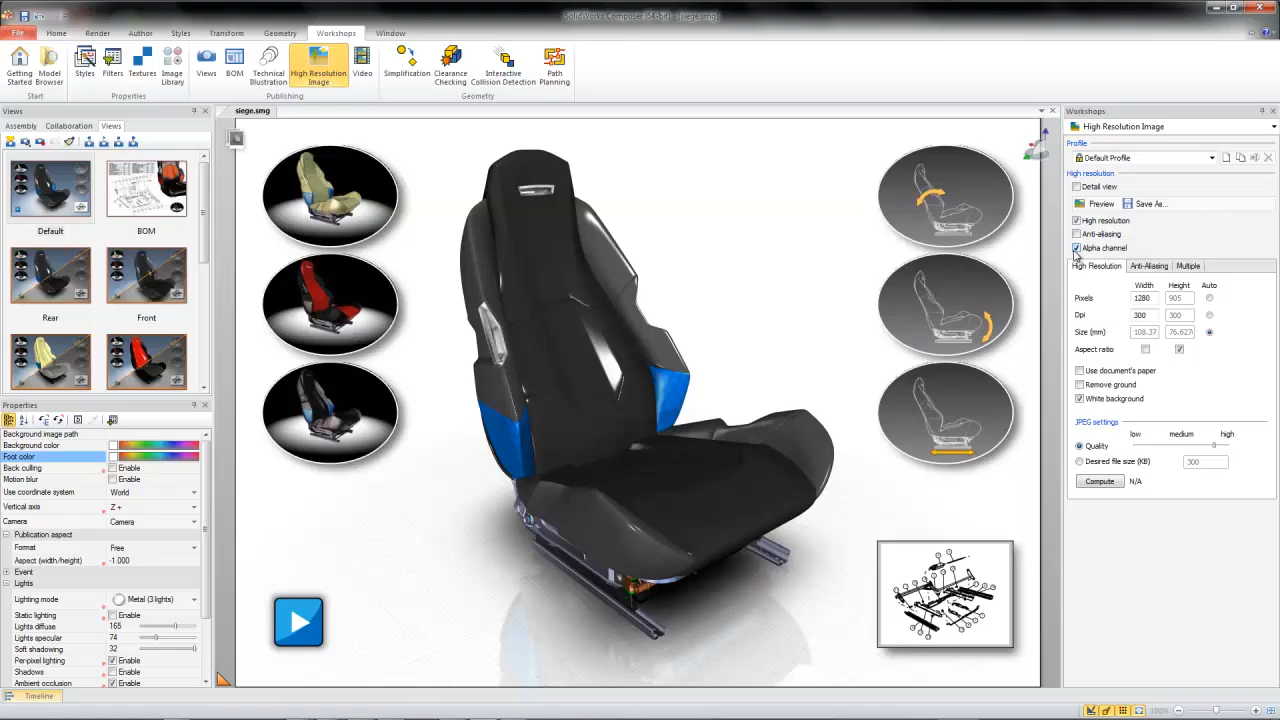 SolidWorks Composer (64-bit) - [siege.smg]
File Home Render Author Styles Transform Geometry Workshops Window
Getting Started
Model Browser
Styles
Filters
Textures
Image Library
Views
BOM
Technical Illustration
High Resolution Image
Video
Simplification
Clearance Checking
Interactive Collision Detection
Path Planning
Start
Properties
Publishing
Geometry
Views
Assembly Collaboration Views
Default
BOM
Rear
Front
Properties
Background image path
Background color
Foot color
Back culling Enable
Motion blur Enable
Use coordinate system World
Vertical axis Z +
Camera Camera
Publication aspect
Format Free
Aspect (width/height) -1.000
Event
Lights
Lighting mode Metal (3 lights)
Static lighting Enable
Lights diffuse 165
Lights specular 74
Soft shadowing 32
Per-pixel lighting Enable
Shadows Enable
Ambient occlusion Enable
Timeline
siege.smg
Workshops
High Resolution Image
Profile
Default Profile
High resolution
Detail view
Preview Save As...
High resolution
Anti-aliasing
Alpha channel
High Resolution Anti-Aliasing Multiple
Width Height Auto
Pixels 1280 905
Dpi 300 300
Size (mm) 108.37 76.627
Aspect ratio
Use document's paper
Remove ground
White background
JPEG settings
low medium high
Quality
Desired file size (KB) 300
Compute N/A
100%